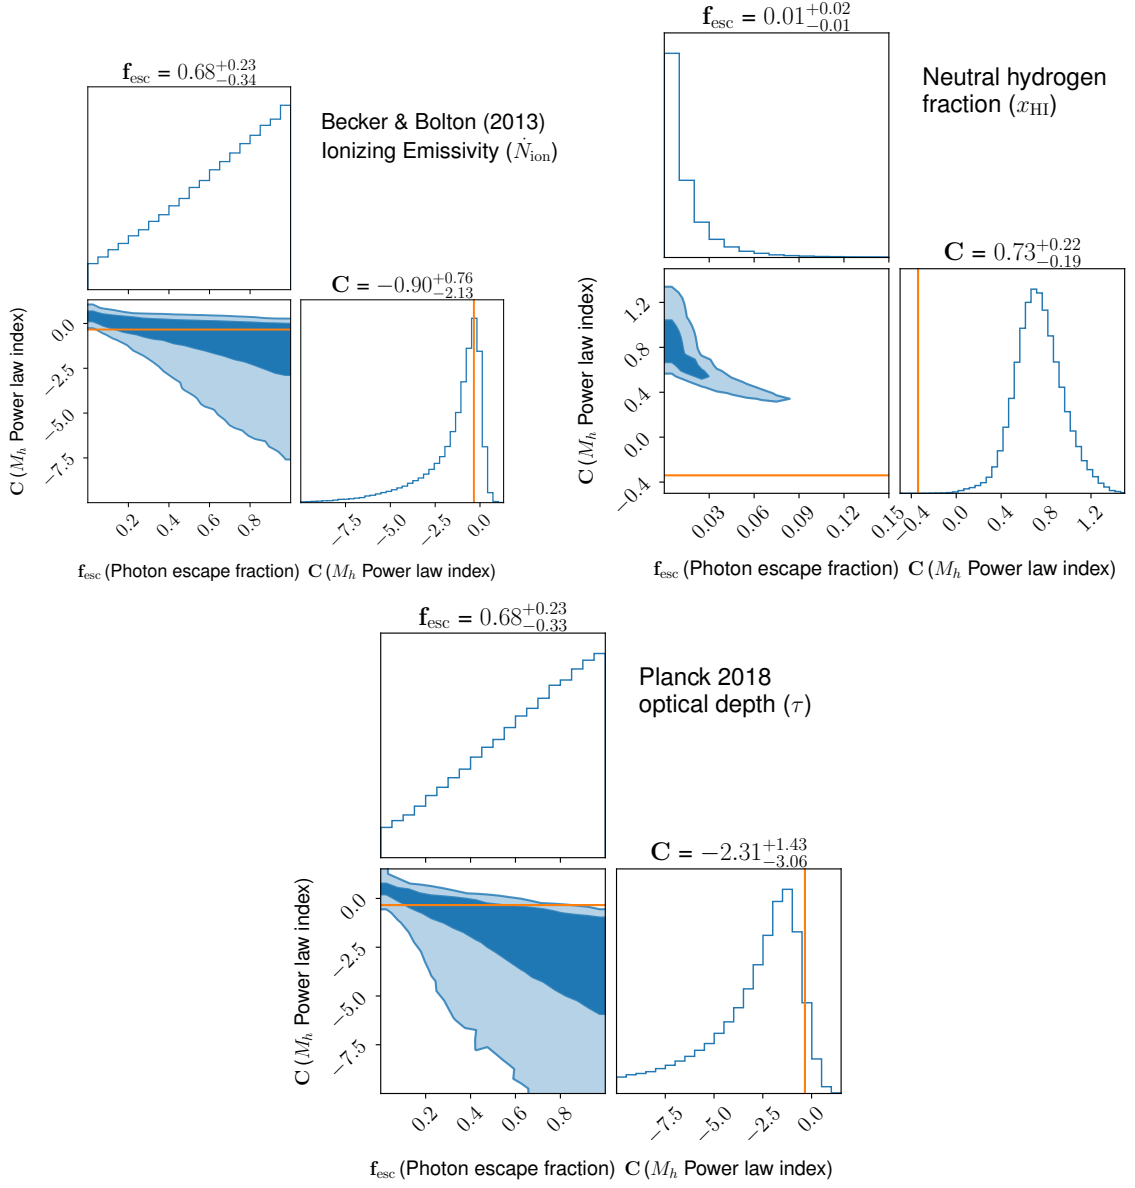 f_esc = 0.68^{+0.23}_{-0.34}
Becker & Bolton (2013)
Ionizing Emissivity (Ṅ_ion)
C = −0.90^{+0.76}_{-2.13}
C (M_h Power law index)
0.0
−2.5
−5.0
−7.5
0.2 0.4 0.6 0.8
−7.5 −5.0 −2.5 0.0
f_esc (Photon escape fraction) C (M_h Power law index)
f_esc = 0.01^{+0.02}_{-0.01}
Neutral hydrogen
fraction (x_HI)
C = 0.73^{+0.22}_{-0.19}
C (M_h Power law index)
1.2
0.8
0.4
0.0
−0.4
0.03 0.06 0.09 0.12 0.15
−0.4 0.0 0.4 0.8 1.2
f_esc (Photon escape fraction) C (M_h Power law index)
f_esc = 0.68^{+0.23}_{-0.33}
Planck 2018
optical depth (τ)
C = −2.31^{+1.43}_{-3.06}
C (M_h Power law index)
0.0
−2.5
−5.0
−7.5
0.2 0.4 0.6 0.8
−7.5 −5.0 −2.5 0.0
f_esc (Photon escape fraction) C (M_h Power law index)